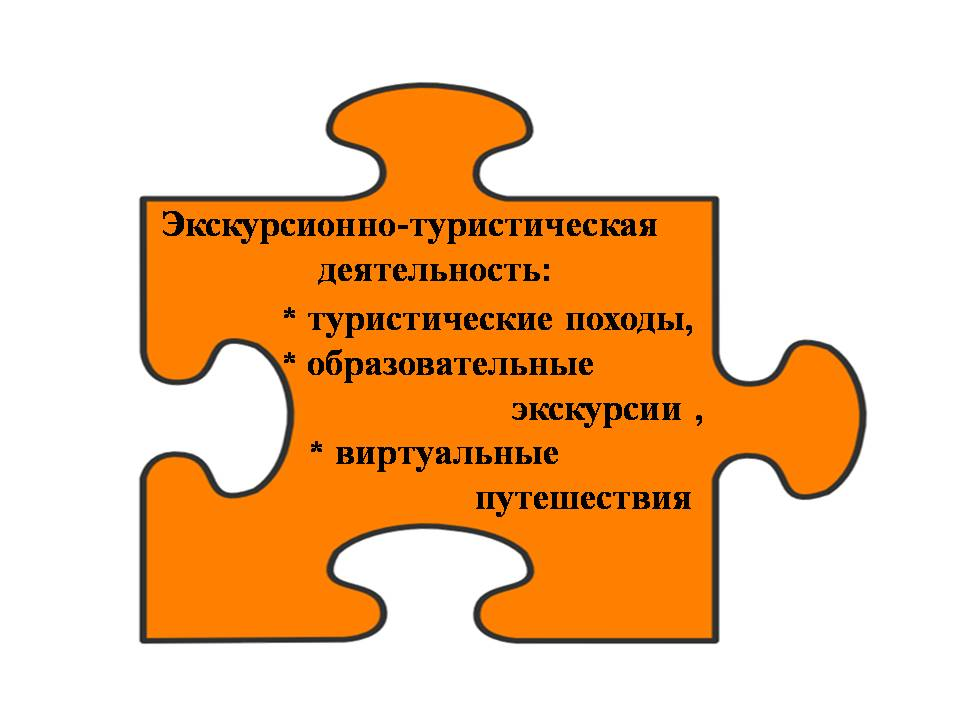 Экскурсионно-туристическая
деятельность:
* туристические походы,
* образовательные
экскурсии ,
* виртуальные
путешествия